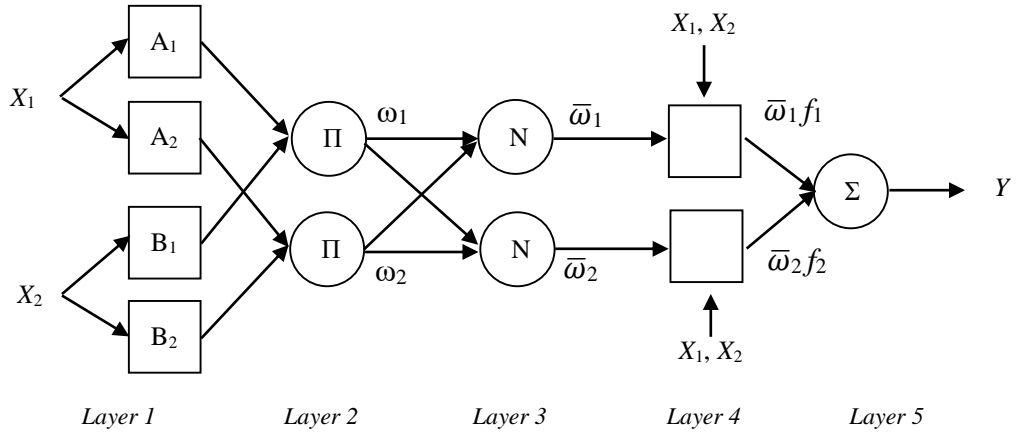 X₁
A₁
A₂
X₂
B₁
B₂
Π
Π
ω₁
ω₂
N
N
ω̅₁
ω̅₂
X₁, X₂
X₁, X₂
ω̅₁f₁
ω̅₂f₂
Σ
Y
Layer 1 Layer 2 Layer 3 Layer 4 Layer 5